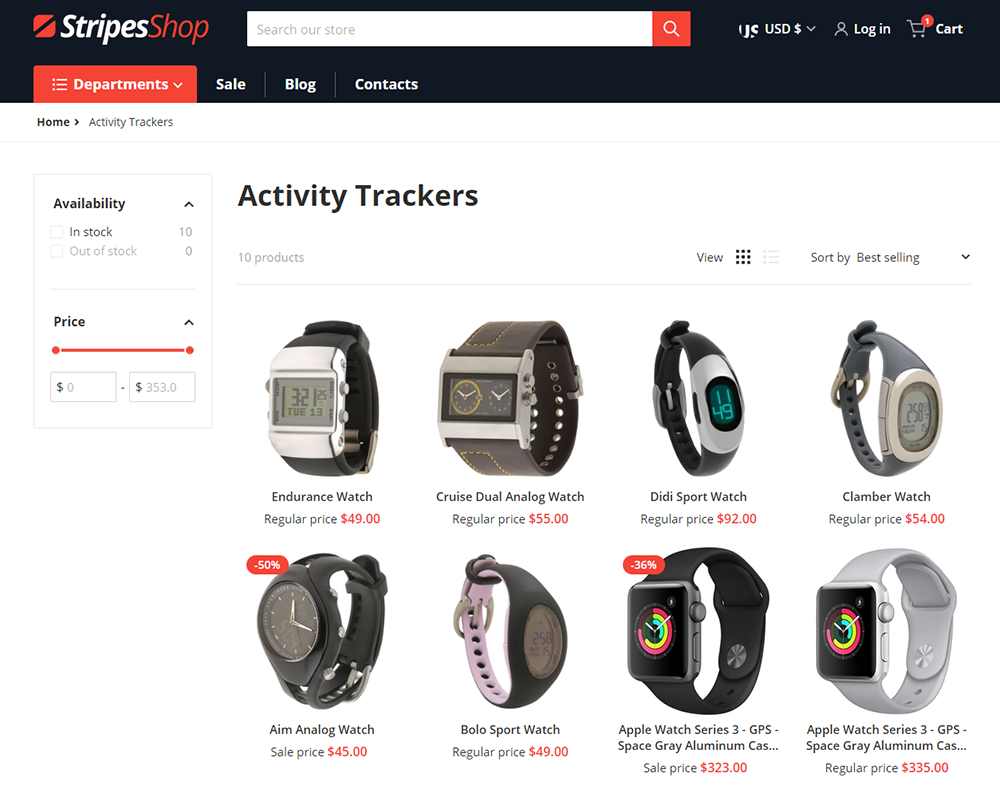 StripesShop
Search our store
USD $
Log in
1
Cart
Departments
Sale
Blog
Contacts
Home
Activity Trackers
Availability
In stock 10
Out of stock 0
Price
$ 0 - $ 353.0
Activity Trackers
10 products
View
Sort by Best selling
Endurance Watch
Regular price $49.00
Cruise Dual Analog Watch
Regular price $55.00
Didi Sport Watch
Regular price $92.00
Clamber Watch
Regular price $54.00
-50%
Aim Analog Watch
Sale price $45.00
Bolo Sport Watch
Regular price $49.00
-36%
Apple Watch Series 3 - GPS -
Space Gray Aluminum Cas...
Sale price $323.00
Apple Watch Series 3 - GPS -
Space Gray Aluminum Cas...
Regular price $335.00